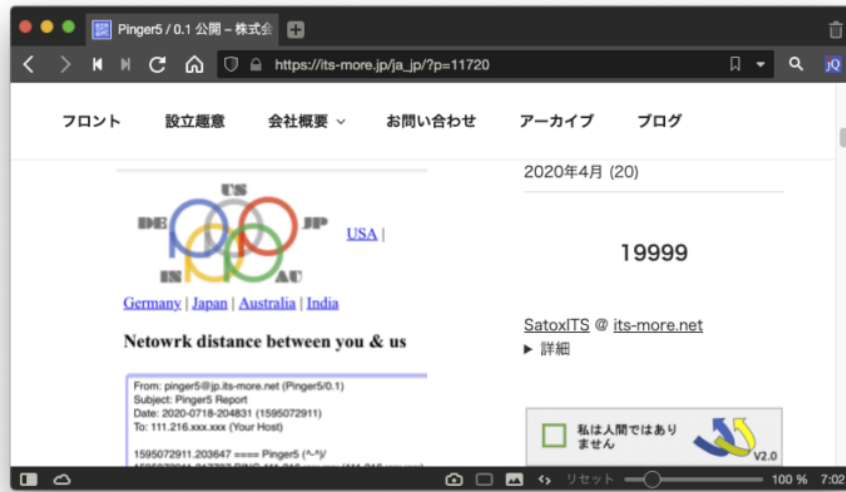 Pinger5 / 0.1 公開 – 株式会
https://its-more.jp/ja_jp/?p=11720
jQ
フロント 設立趣意 会社概要 お問い合わせ アーカイブ ブログ
US
DE
JP
IN
AU
USA |
Germany | Japan | Australia | India
Netowrk distance between you & us
From: pinger5@jp.its-more.net (Pinger5/0.1)
Subject: Pinger5 Report
Date: 2020-0718-204831 (1595072911)
To: 111.216.xxx.xxx (Your Host)
1595072911.203647 ==== Pinger5 (^-^)/
2020年4月 (20)
19999
SatoxITS @ its-more.net
▶ 詳細
私は人間ではあり
ません
V2.0
リセット
100 %
7:02